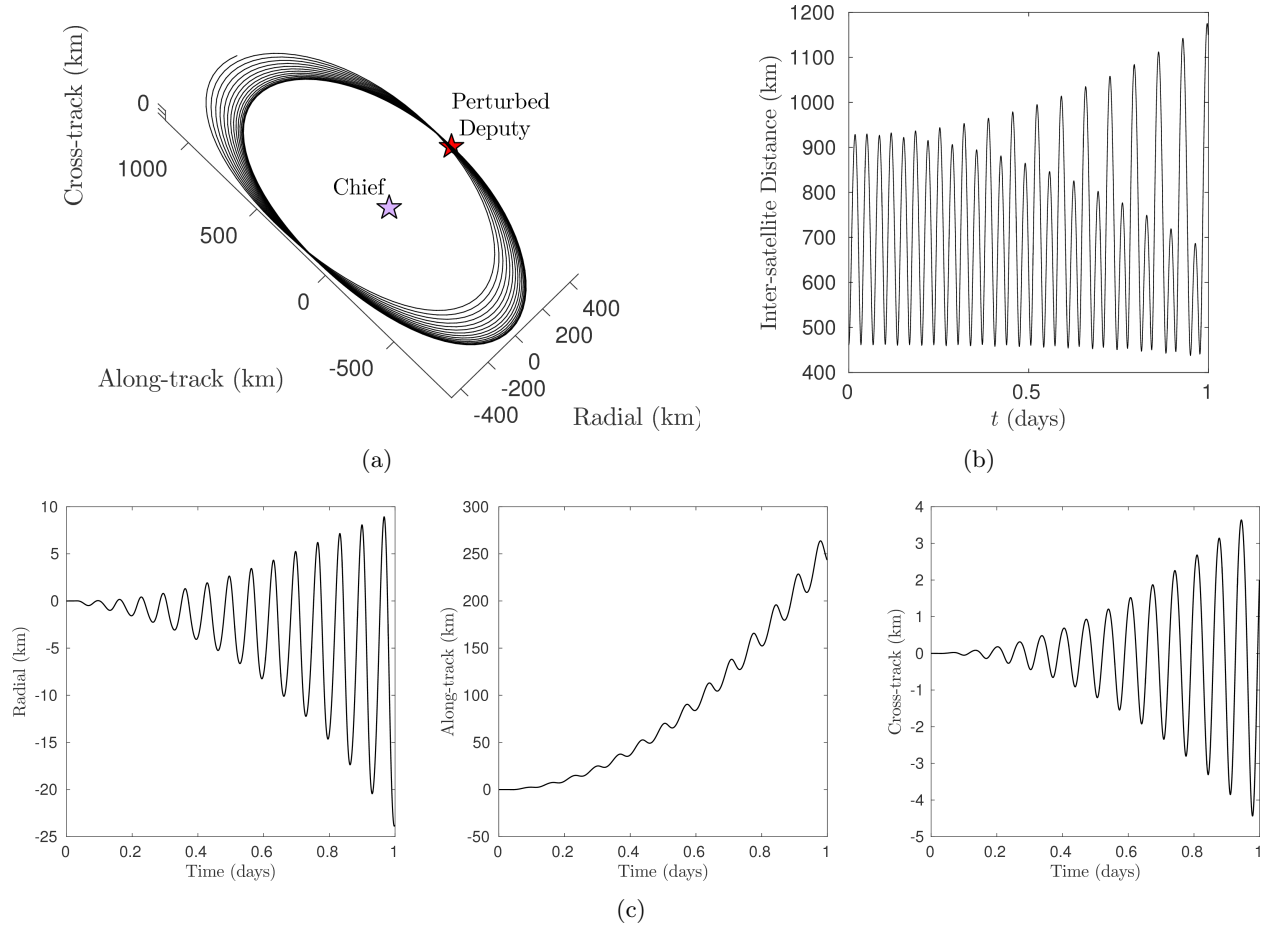 Cross-track (km)
0
1000
500
0
-500
Along-track (km)
Perturbed
Deputy
Chief
400
200
0
-200
-400
Radial (km)
(a)
1200
1100
1000
900
800
700
600
500
400
Inter-satellite Distance (km)
0
0.5
1
t (days)
(b)
10
5
0
-5
-10
-15
-20
-25
Radial (km)
0 0.2 0.4 0.6 0.8 1
Time (days)
300
250
200
150
100
50
0
-50
Along-track (km)
0 0.2 0.4 0.6 0.8 1
Time (days)
4
3
2
1
0
-1
-2
-3
-4
-5
Cross-track (km)
0 0.2 0.4 0.6 0.8 1
Time (days)
(c)